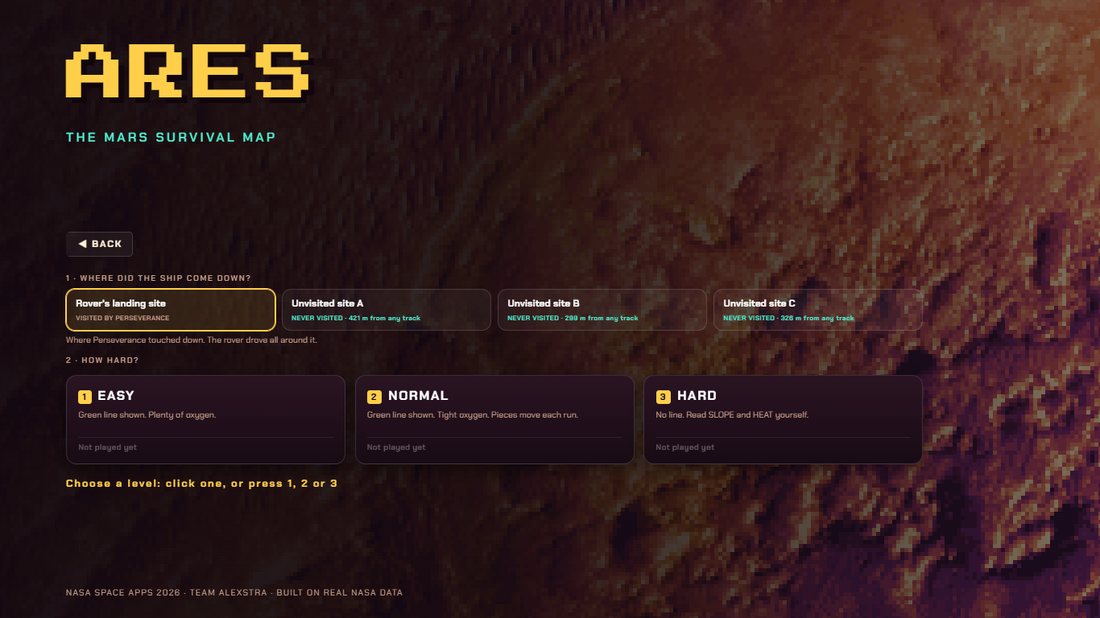 ARES
THE MARS SURVIVAL MAP
◀ BACK
1 · WHERE DID THE SHIP COME DOWN?
Rover's landing site
VISITED BY PERSEVERANCE
Unvisited site A
NEVER VISITED · 421 m from any track
Unvisited site B
NEVER VISITED · 299 m from any track
Unvisited site C
NEVER VISITED · 326 m from any track
Where Perseverance touched down. The rover drove all around it.
2 · HOW HARD?
1 EASY
Green line shown. Plenty of oxygen.
Not played yet
2 NORMAL
Green line shown. Tight oxygen. Pieces move each run.
Not played yet
3 HARD
No line. Read SLOPE and HEAT yourself.
Not played yet
Choose a level: click one, or press 1, 2 or 3
NASA SPACE APPS 2026 · TEAM ALEXSTRA · BUILT ON REAL NASA DATA